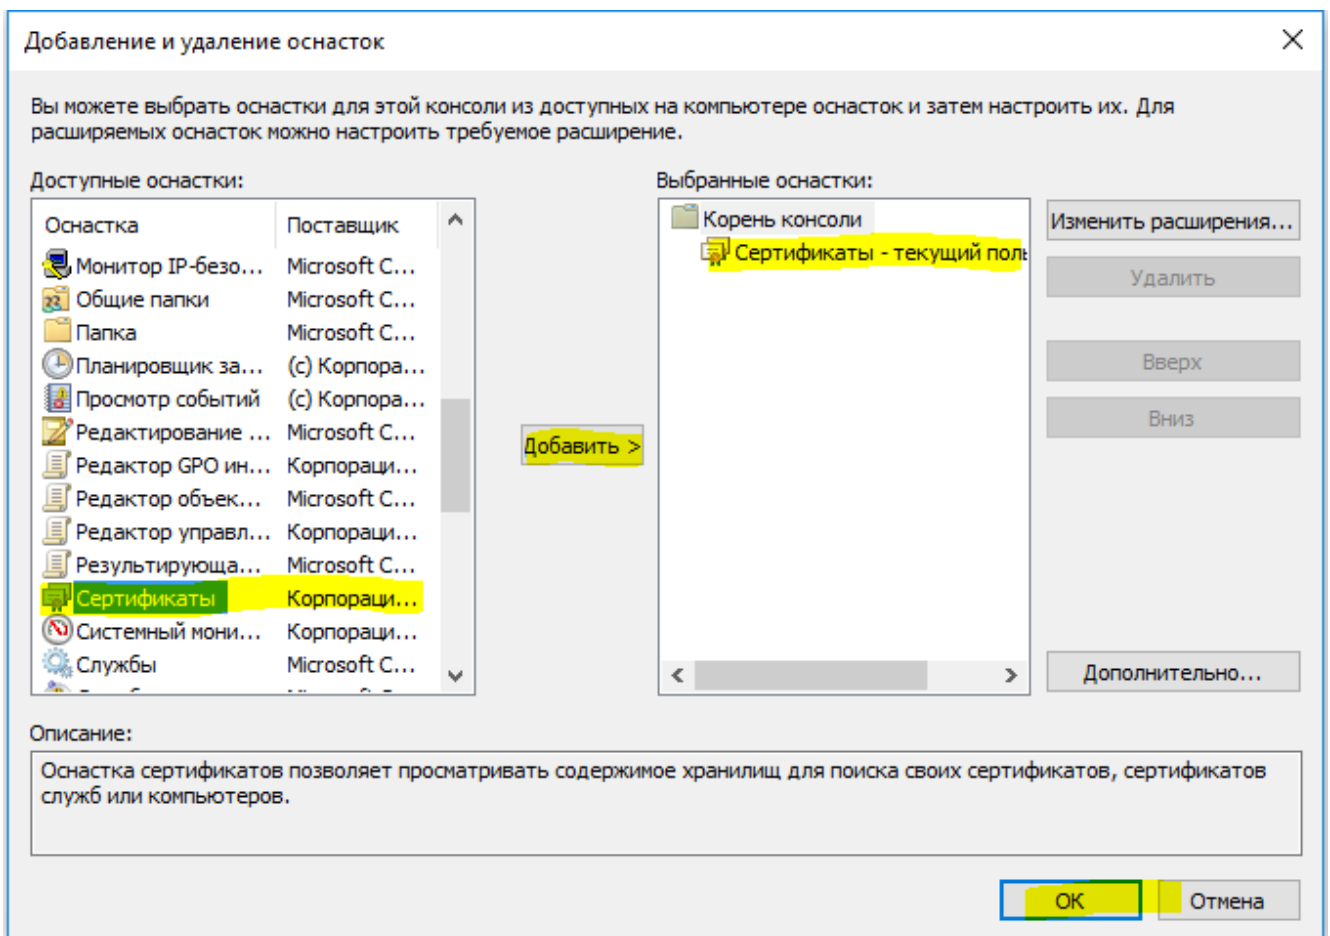 Добавление и удаление оснасток
Вы можете выбрать оснастки для этой консоли из доступных на компьютере оснасток и затем настроить их. Для
расширяемых оснасток можно настроить требуемое расширение.
Доступные оснастки:
Оснастка Поставщик
Монитор IP-безо... Microsoft C...
Общие папки Microsoft C...
Папка Microsoft C...
Планировщик за... (c) Корпора...
Просмотр событий (c) Корпора...
Редактирование ... Microsoft C...
Редактор GPO ин... Корпораци...
Редактор объек... Microsoft C...
Редактор управл... Корпораци...
Результирующа... Microsoft C...
Сертификаты Корпораци...
Системный мони... Корпораци...
Службы Microsoft C...
Добавить >
Выбранные оснастки:
Корень консоли
Сертификаты - текущий поль
Изменить расширения...
Удалить
Вверх
Вниз
Дополнительно...
Описание:
Оснастка сертификатов позволяет просматривать содержимое хранилищ для поиска своих сертификатов, сертификатов
служб или компьютеров.
ОК Отмена